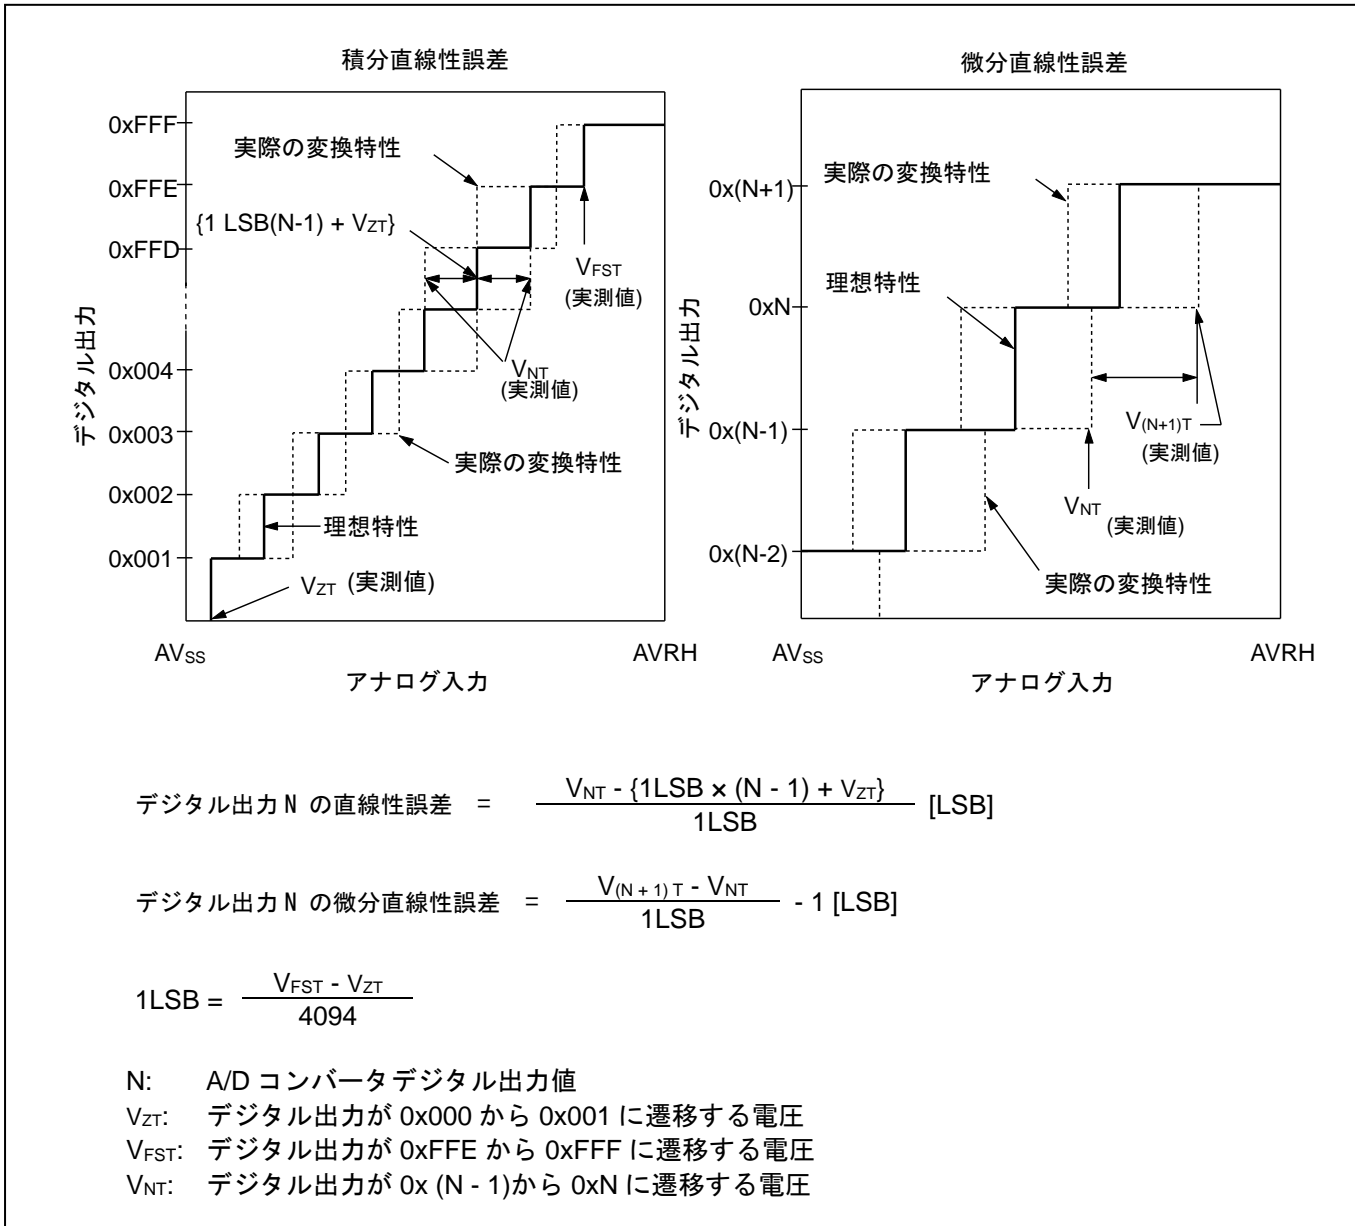 積分直線性誤差
0xFFF
0xFFE
0xFFD
0x004
0x003
0x002
0x001
デジタル出力
実際の変換特性
{1 LSB(N-1) + VZT}
VFST
(実測値)
VNT
(実測値)
実際の変換特性
理想特性
VZT (実測値)
AVSS
AVRH
アナログ入力
微分直線性誤差
0x(N+1)
0xN
0x(N-1)
0x(N-2)
デジタル出力
実際の変換特性
理想特性
V(N+1)T
(実測値)
VNT
(実測値)
実際の変換特性
AVSS
AVRH
アナログ入力
デジタル出力 N の直線性誤差 = VNT - {1LSB × (N - 1) + VZT} / 1LSB [LSB]
デジタル出力 N の微分直線性誤差 = V(N + 1) T - VNT / 1LSB - 1 [LSB]
1LSB = VFST - VZT / 4094
N: A/D コンバータデジタル出力値
VZT: デジタル出力が 0x000 から 0x001 に遷移する電圧
VFST: デジタル出力が 0xFFE から 0xFFF に遷移する電圧
VNT: デジタル出力が 0x (N - 1)から 0xN に遷移する電圧